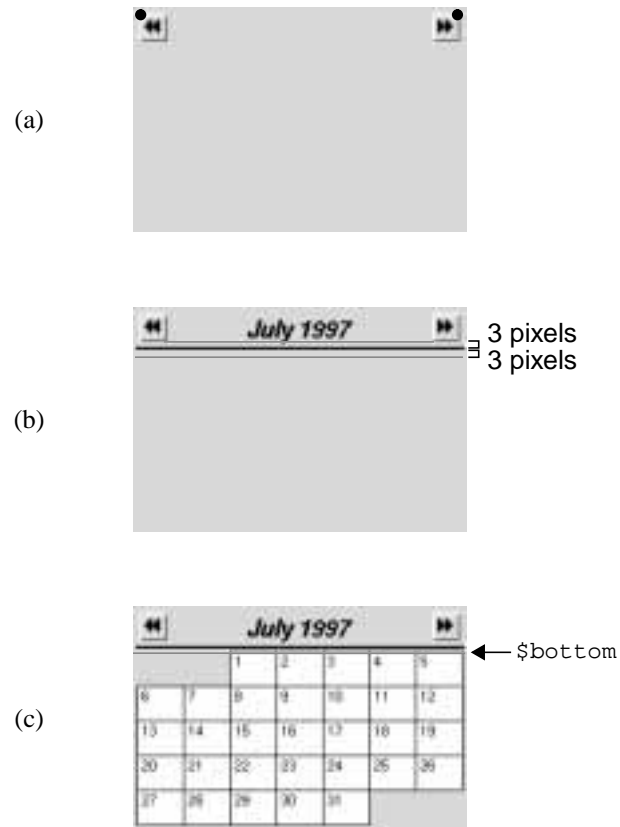 (a)
July 1997
3 pixels
3 pixels
(b)
July 1997
$bottom
1 2 3 4 5
6 7 8 9 10 11 12
(c)
13 14 15 16 17 18 19
20 21 22 23 24 25 26
27 28 29 30 31